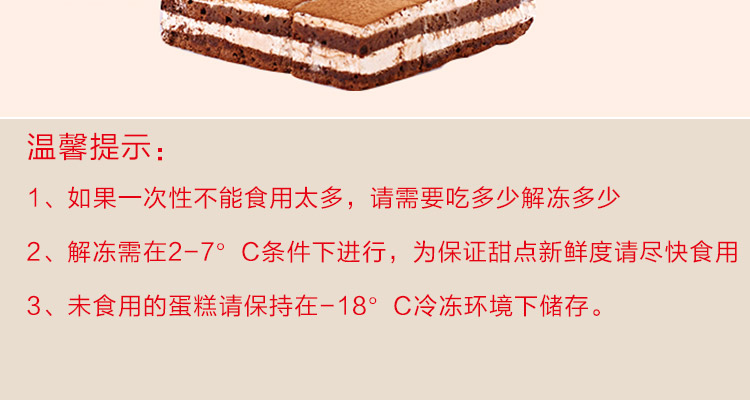 温馨提示：
1、如果一次性不能食用太多，请需要吃多少解冻多少
2、解冻需在2-7°C条件下进行，为保证甜点新鲜度请尽快食用
3、未食用的蛋糕请保持在-18°C冷冻环境下储存。